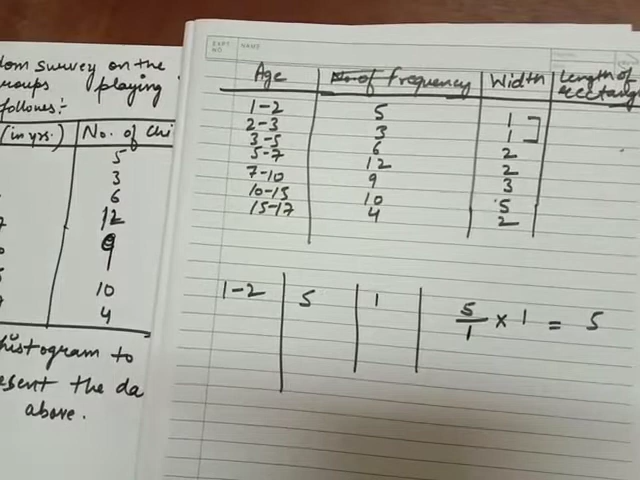 dom survey on the
roups playing
follows:-
(in yrs.) No. of chi
5
3
6
12
9
10
4
histogram to
esent the da
above.
EXPT. NO. NAME
Age of frequency Width Length of rectangle
1-2 5 1
2-3 3 1
3-5 6 2
5-7 12 2
7-10 9 3
10-15 10 5
15-17 4 2
1-2 5 1 5/1 × 1 = 5